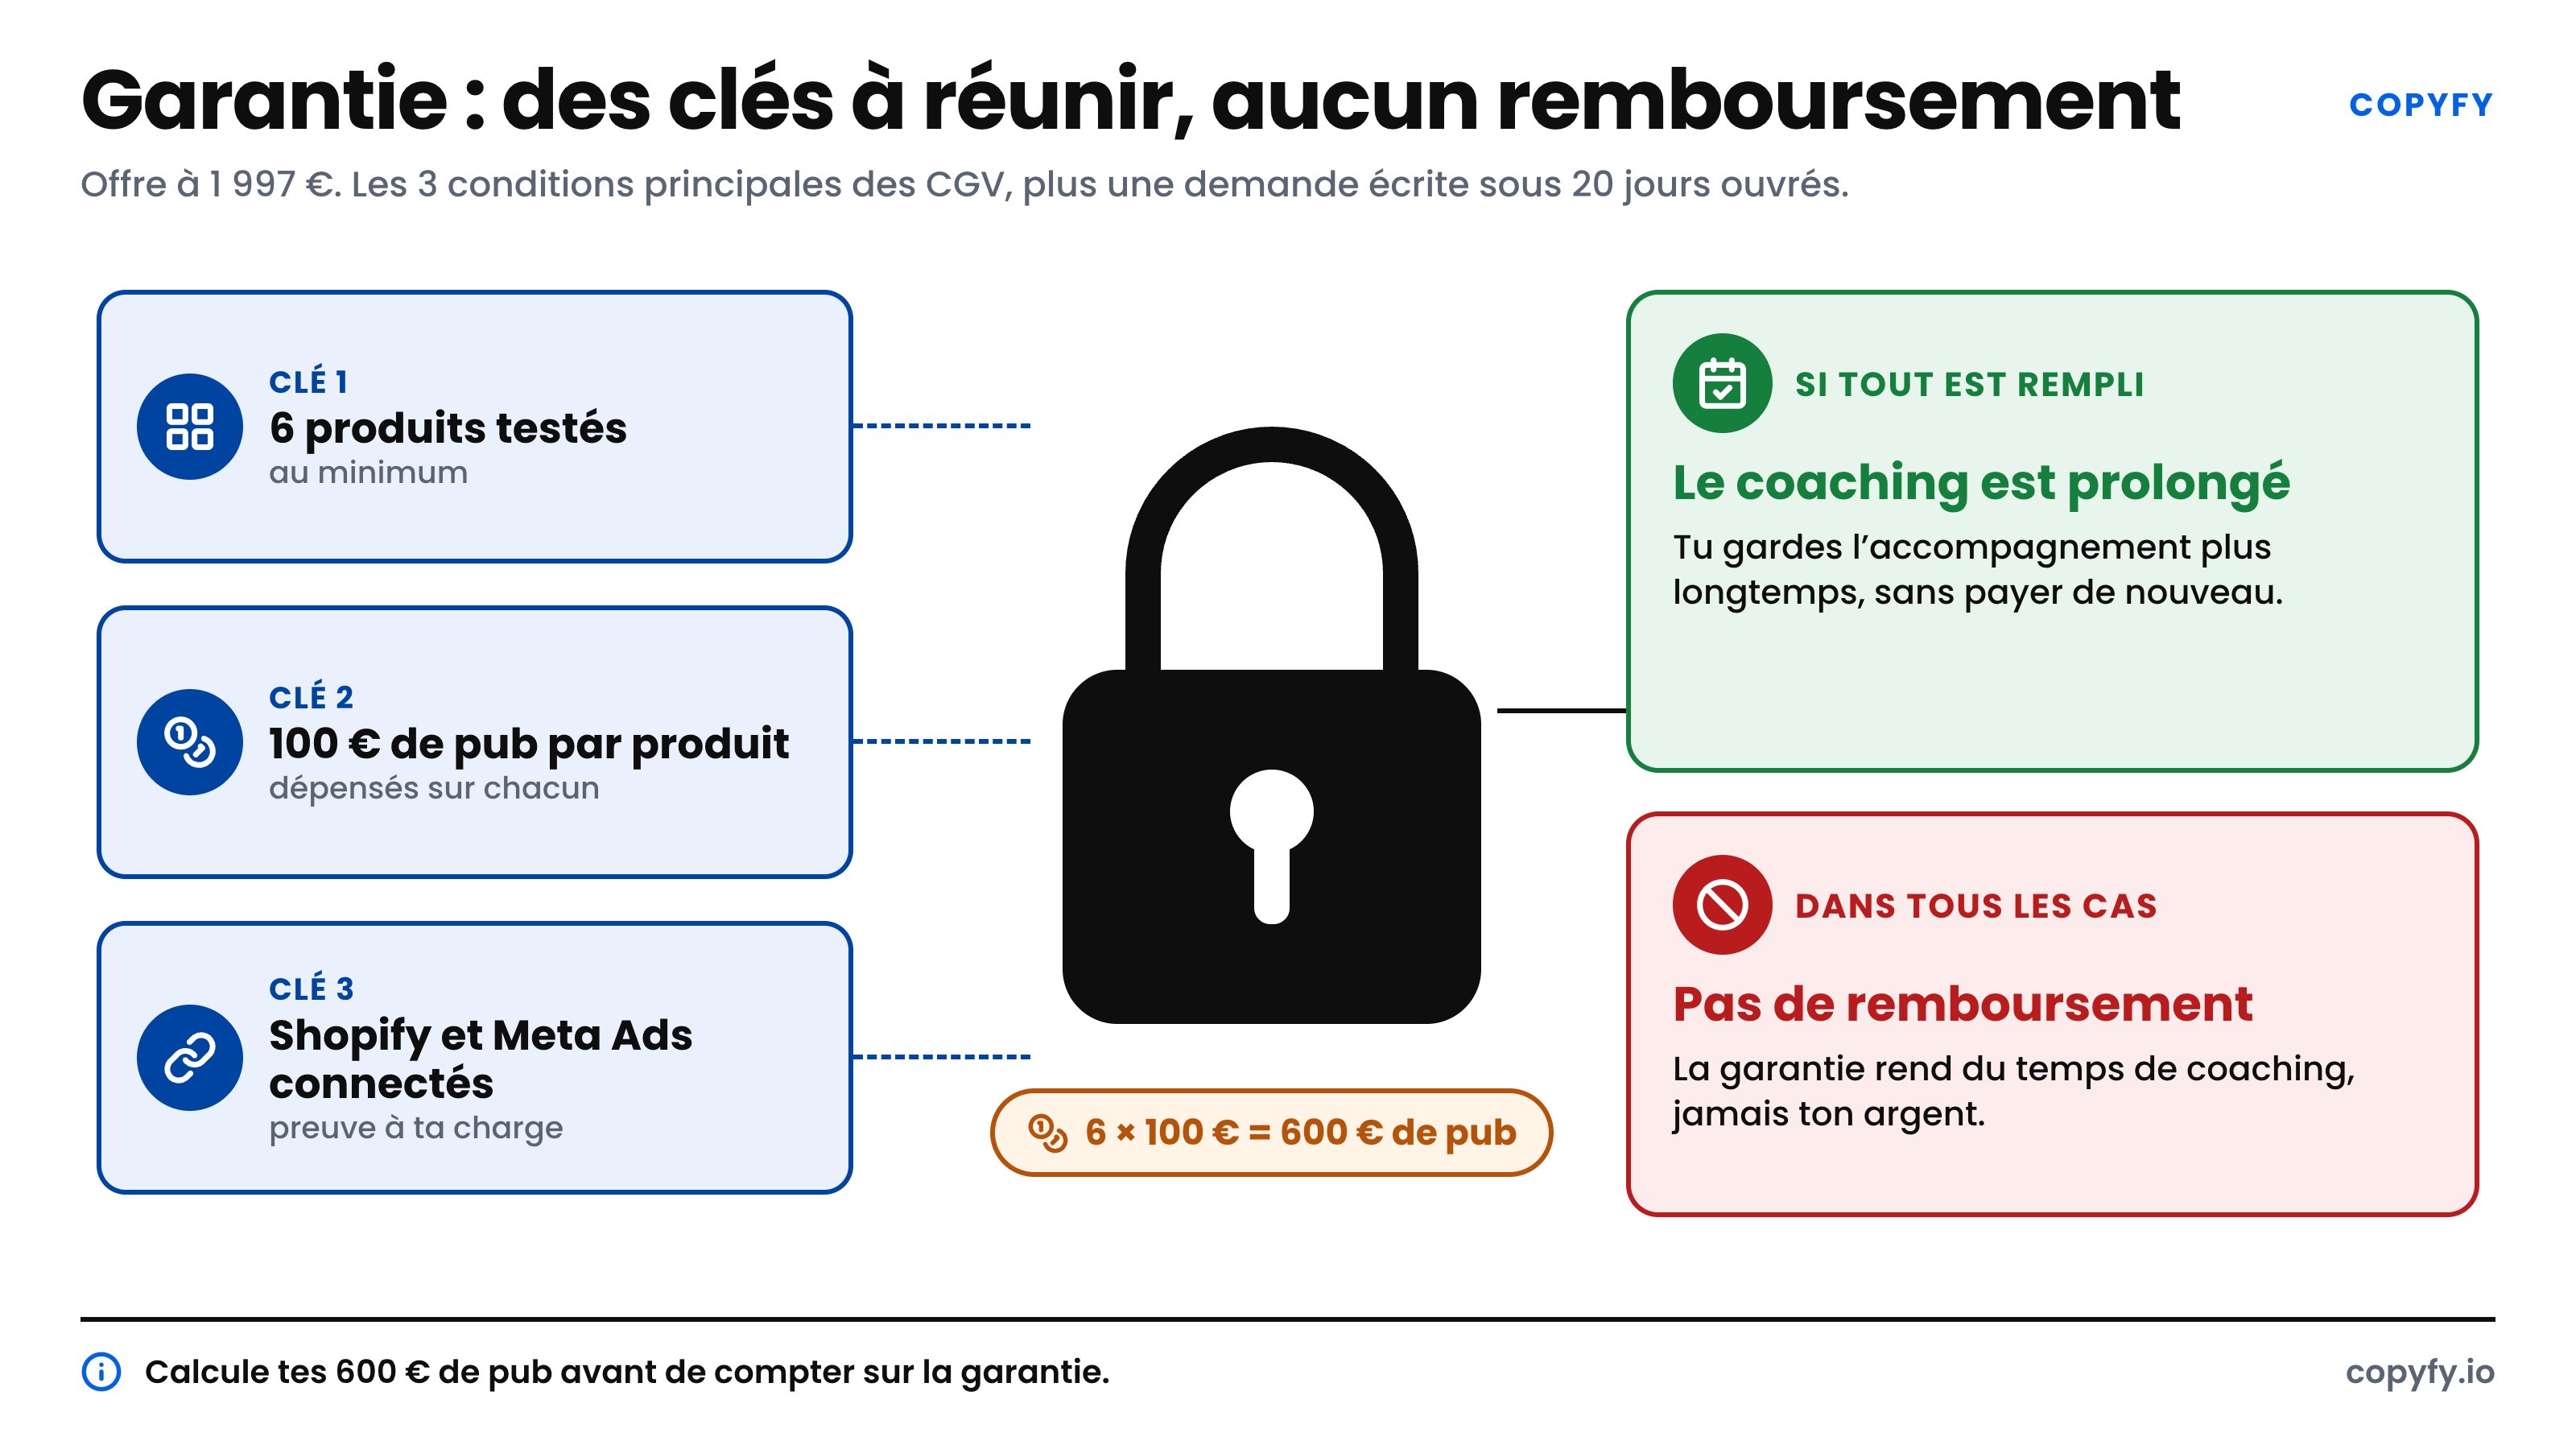 Garantie : des clés à réunir, aucun remboursement
COPYFY
Offre à 1 997 €. Les 3 conditions principales des CGV, plus une demande écrite sous 20 jours ouvrés.
CLÉ 1
6 produits testés
au minimum
CLÉ 2
100 € de pub par produit
dépensés sur chacun
CLÉ 3
Shopify et Meta Ads
connectés
preuve à ta charge
6 × 100 € = 600 € de pub
SI TOUT EST REMPLI
Le coaching est prolongé
Tu gardes l’accompagnement plus
longtemps, sans payer de nouveau.
DANS TOUS LES CAS
Pas de remboursement
La garantie rend du temps de coaching,
jamais ton argent.
Calcule tes 600 € de pub avant de compter sur la garantie.
copyfy.io